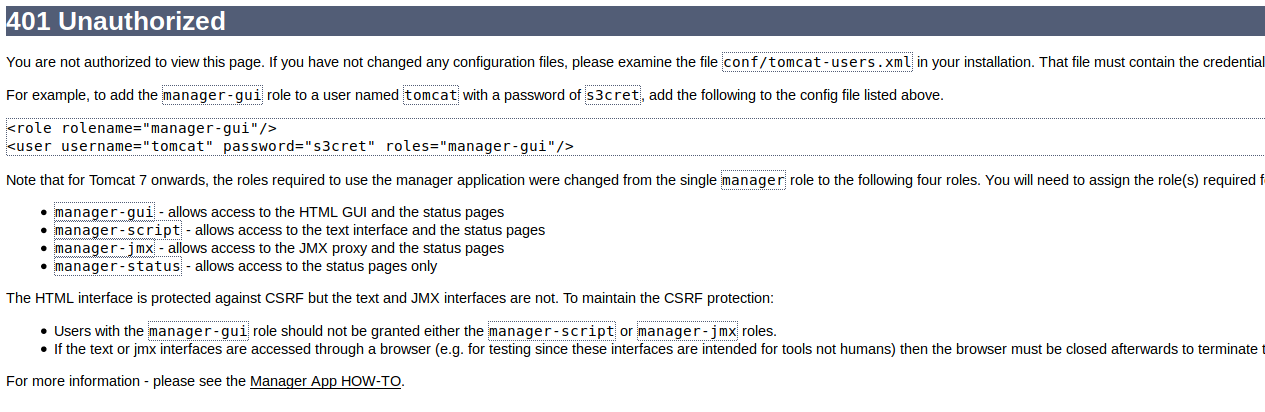 401 Unauthorized
You are not authorized to view this page. If you have not changed any configuration files, please examine the file conf/tomcat-users.xml in your installation. That file must contain the credential
For example, to add the manager-gui role to a user named tomcat with a password of s3cret, add the following to the config file listed above.
<role rolename="manager-gui"/>
<user username="tomcat" password="s3cret" roles="manager-gui"/>
Note that for Tomcat 7 onwards, the roles required to use the manager application were changed from the single manager role to the following four roles. You will need to assign the role(s) required
manager-gui - allows access to the HTML GUI and the status pages
manager-script - allows access to the text interface and the status pages
manager-jmx - allows access to the JMX proxy and the status pages
manager-status - allows access to the status pages only
The HTML interface is protected against CSRF but the text and JMX interfaces are not. To maintain the CSRF protection:
Users with the manager-gui role should not be granted either the manager-script or manager-jmx roles.
If the text or jmx interfaces are accessed through a browser (e.g. for testing since these interfaces are intended for tools not humans) then the browser must be closed afterwards to terminate
For more information - please see the Manager App HOW-TO.